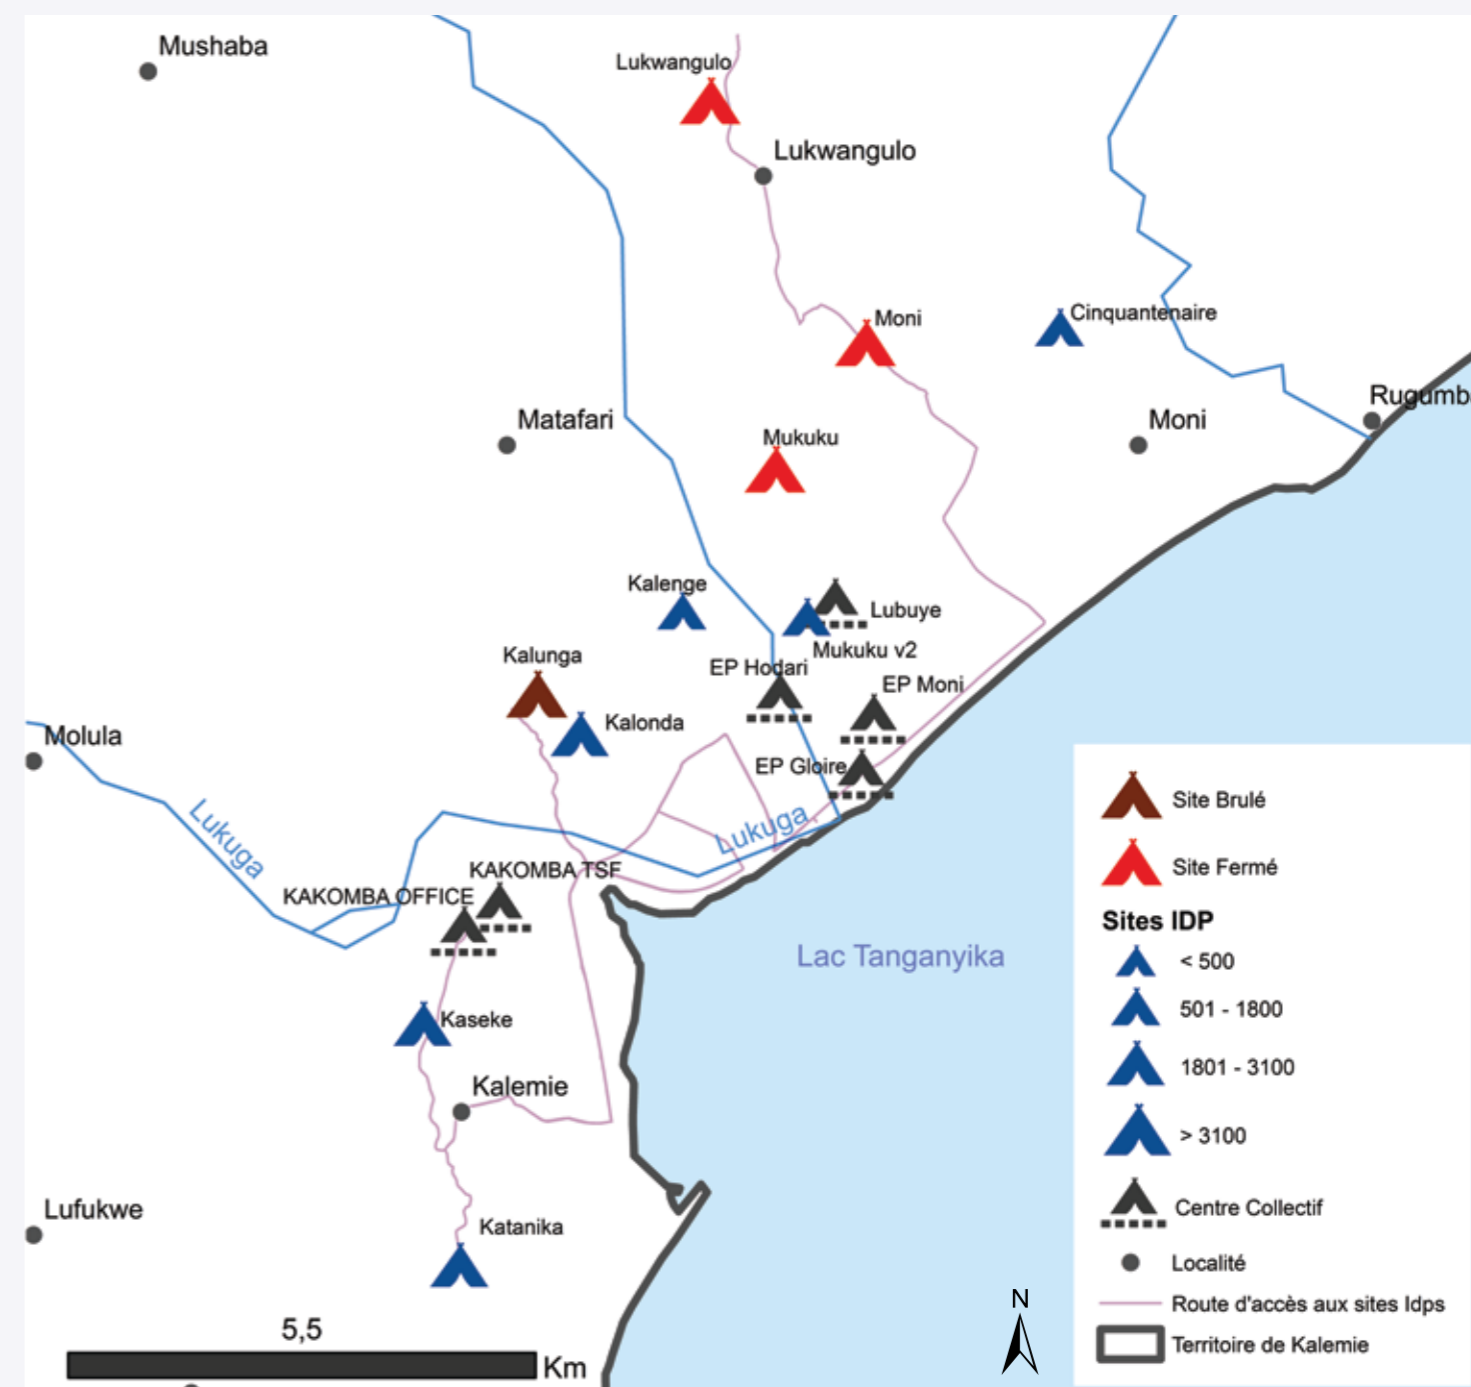 Mushaba
Lukwangulo
Lukwangulo
Cinquantenaire
Moni
Rugumb
Matafari
Moni
Mukuku
Kalenge
Lubuye
Mukuku v2
Kalunga
EP Hodari
EP Moni
Kalonda
Molula
EP Gloire
Lukuga
Lukuga
KAKOMBA TSF
KAKOMBA OFFICE
Lac Tanganyika
Kaseke
Kalemie
Lufukwe
Katanika
5,5
Km
N
Site Brulé
Site Fermé
Sites IDP
< 500
501 - 1800
1801 - 3100
> 3100
Centre Collectif
Localité
Route d'accès aux sites Idps
Territoire de Kalemie